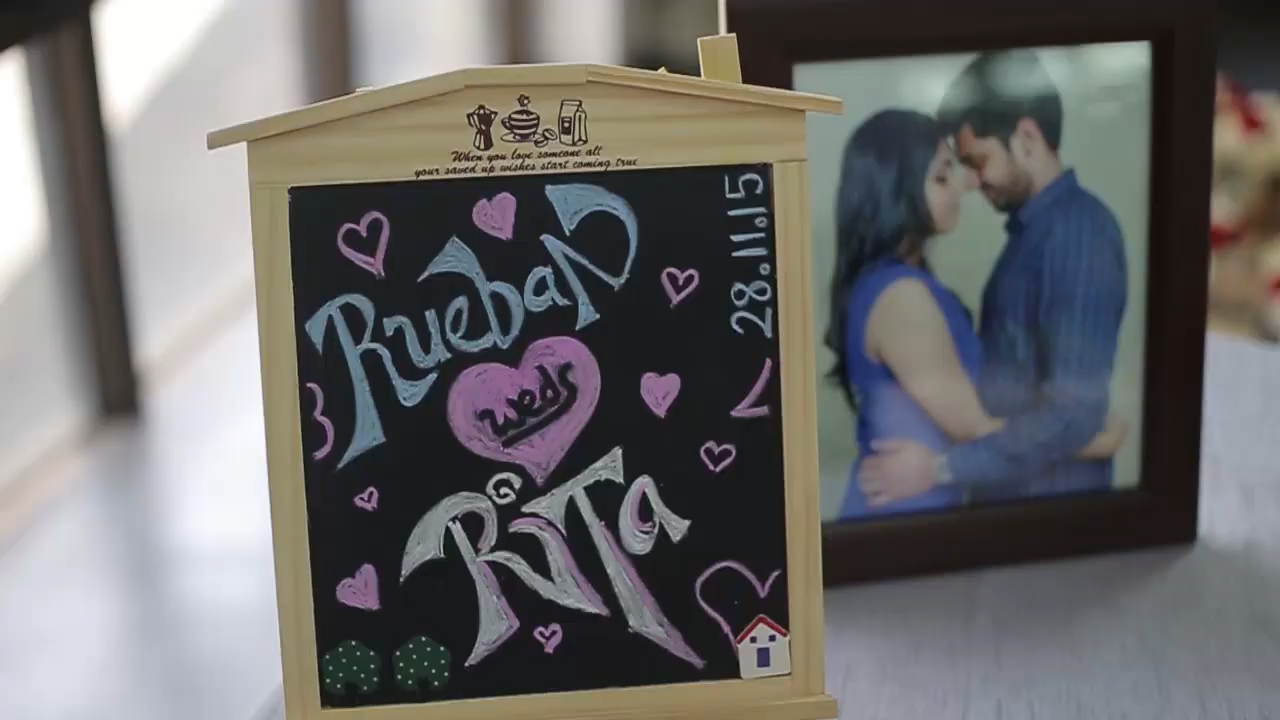 When you love someone all
your saved up wishes start coming true
Rueban
weds
Rita
28.11.15